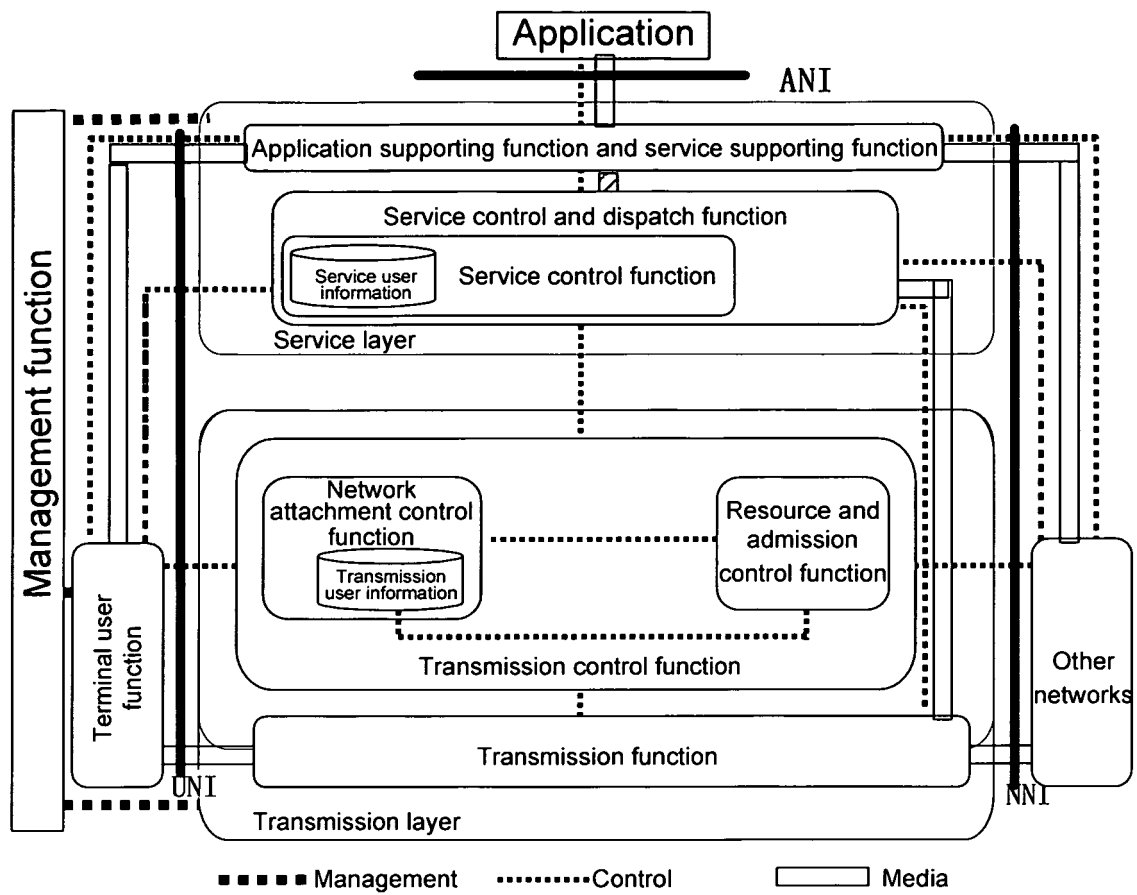 Application
ANI
Application supporting function and service supporting function
Service control and dispatch function
Service user
information
Service control function
Service layer
Management function
Network
attachment control
function
Transmission
user information
Resource and
admission
control function
Transmission control function
Terminal user
function
Other
networks
Transmission function
UNI
NNI
Transmission layer
Management
Control
Media